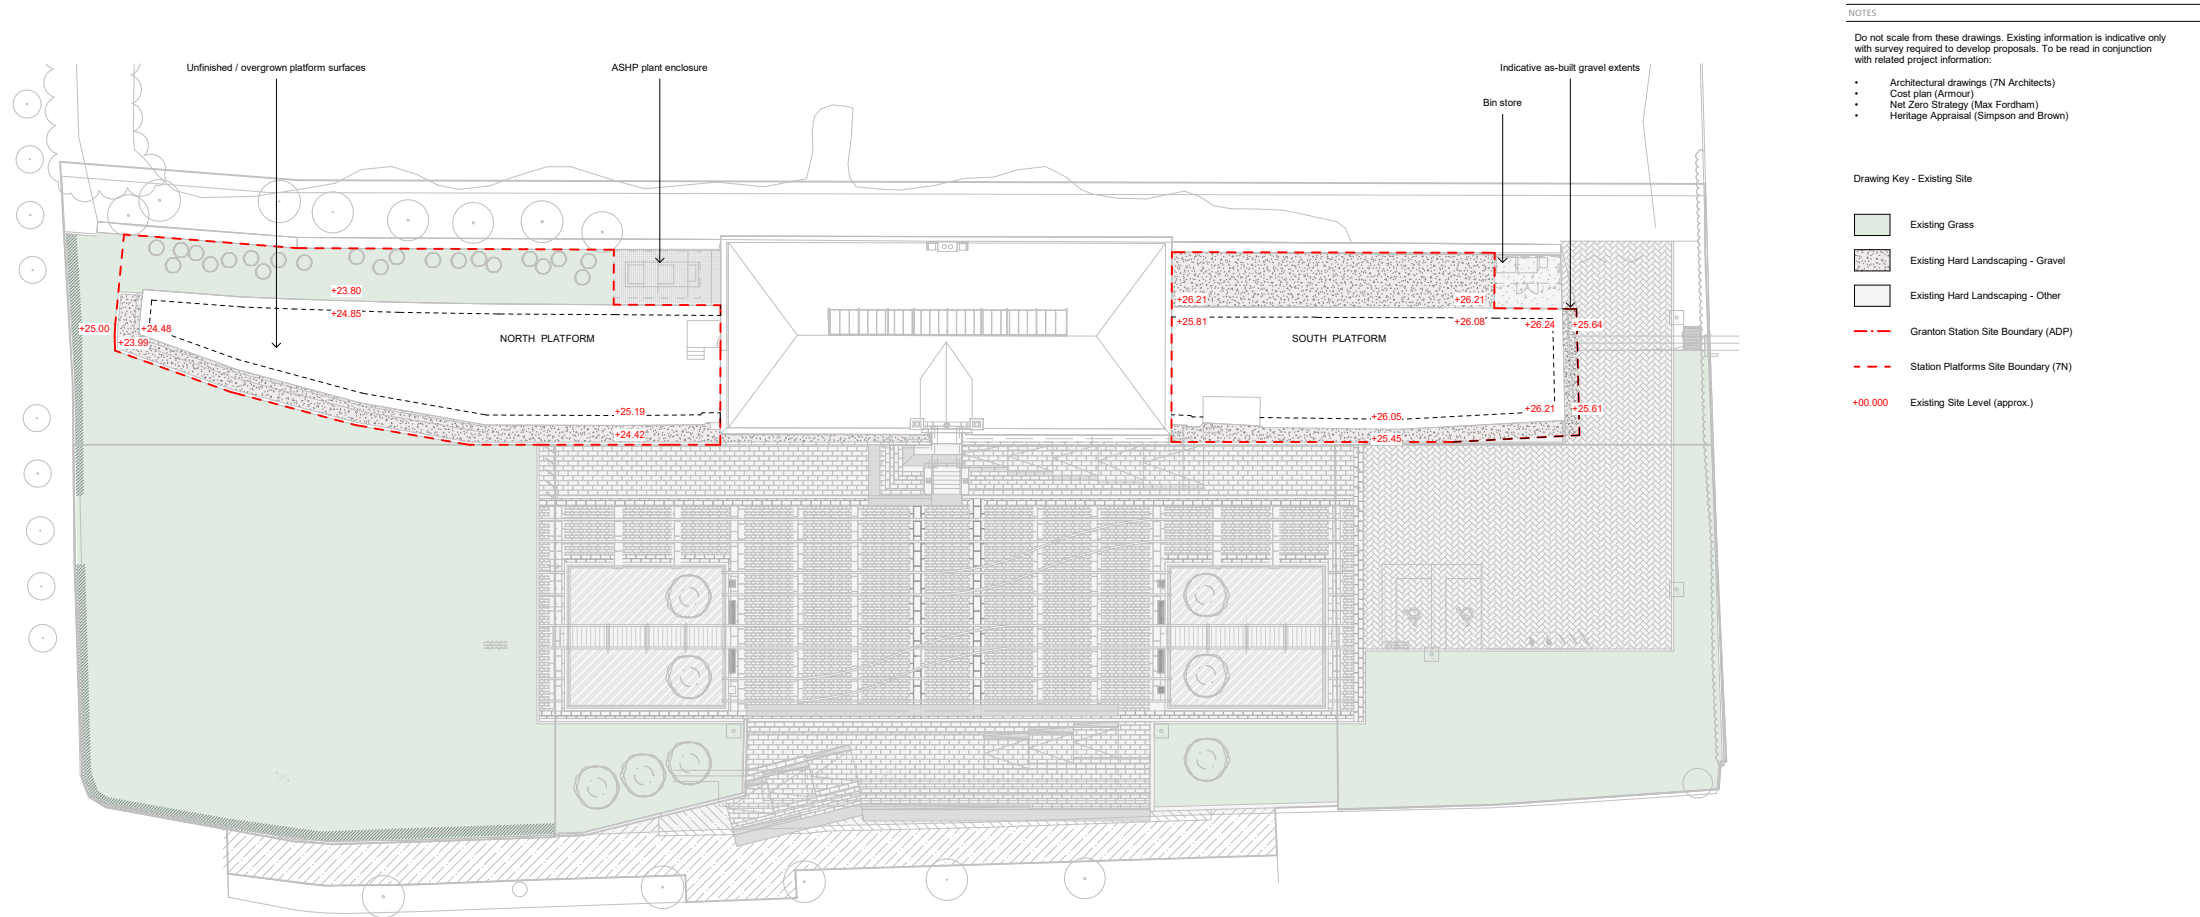 NOTES
Do not scale from these drawings. Existing information is indicative only
with survey required to develop proposals. To be read in conjunction
with related project information:
• Architectural drawings (7N Architects)
• Cost plan (Armour)
• Net Zero Strategy (Max Fordham)
• Heritage Appraisal (Simpson and Brown)
Drawing Key - Existing Site
Existing Grass
Existing Hard Landscaping - Gravel
Existing Hard Landscaping - Other
Granton Station Site Boundary (ADP)
Station Platforms Site Boundary (7N)
+00.000 Existing Site Level (approx.)
Unfinished / overgrown platform surfaces
ASHP plant enclosure
Indicative as-built gravel extents
Bin store
+23.80
+24.85
+25.00
+24.48
+23.99
NORTH PLATFORM
+25.19
+24.42
+26.21
+26.21
+25.81
+26.08
+26.24
+25.64
SOUTH PLATFORM
+26.05
+26.21
+25.61
+25.45